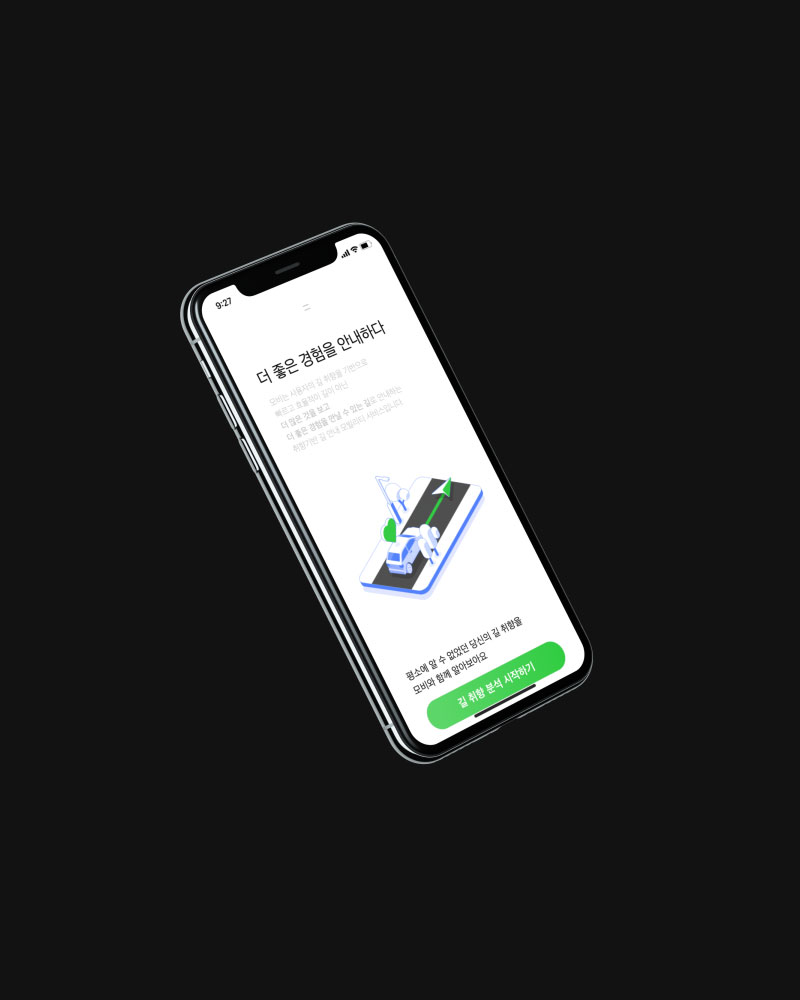 9:27
더 좋은 경험을 안내하다
모비는 사용자의 길 취향을 기반으로
빠르고 효율적인 길이 아닌
더 많은 것을 보고
더 좋은 경험을 만날 수 있는 길로 안내하는
취향기반 길 안내 모빌리티 서비스입니다.
평소에 알 수 없었던 당신의 길 취향을
모비와 함께 알아보아요
길 취향 분석 시작하기